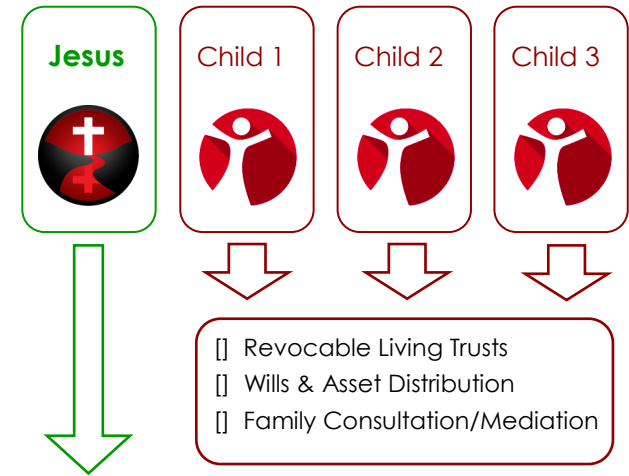 Jesus
Child 1
Child 2
Child 3
[] Revocable Living Trusts
[] Wills & Asset Distribution
[] Family Consultation/Mediation